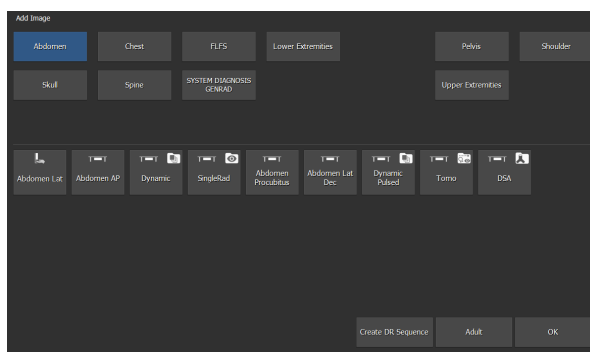 Add Image
Abdomen
Chest
FLFS
Lower Extremities
Pelvis
Shoulder
Skull
Spine
SYSTEM DIAGNOSIS
GENRAD
Upper Extremities
Abdomen Lat
Abdomen AP
Dynamic
SingleRad
Abdomen
Procubitus
Abdomen Lat
Dec
Dynamic
Pulsed
Tomo
DSA
Create DR Sequence
Adult
OK